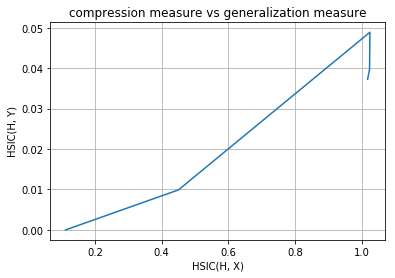 compression measure vs generalization measure
0.05
0.04
0.03
0.02
0.01
0.00
HSIC(H, Y)
0.2 0.4 0.6 0.8 1.0
HSIC(H, X)